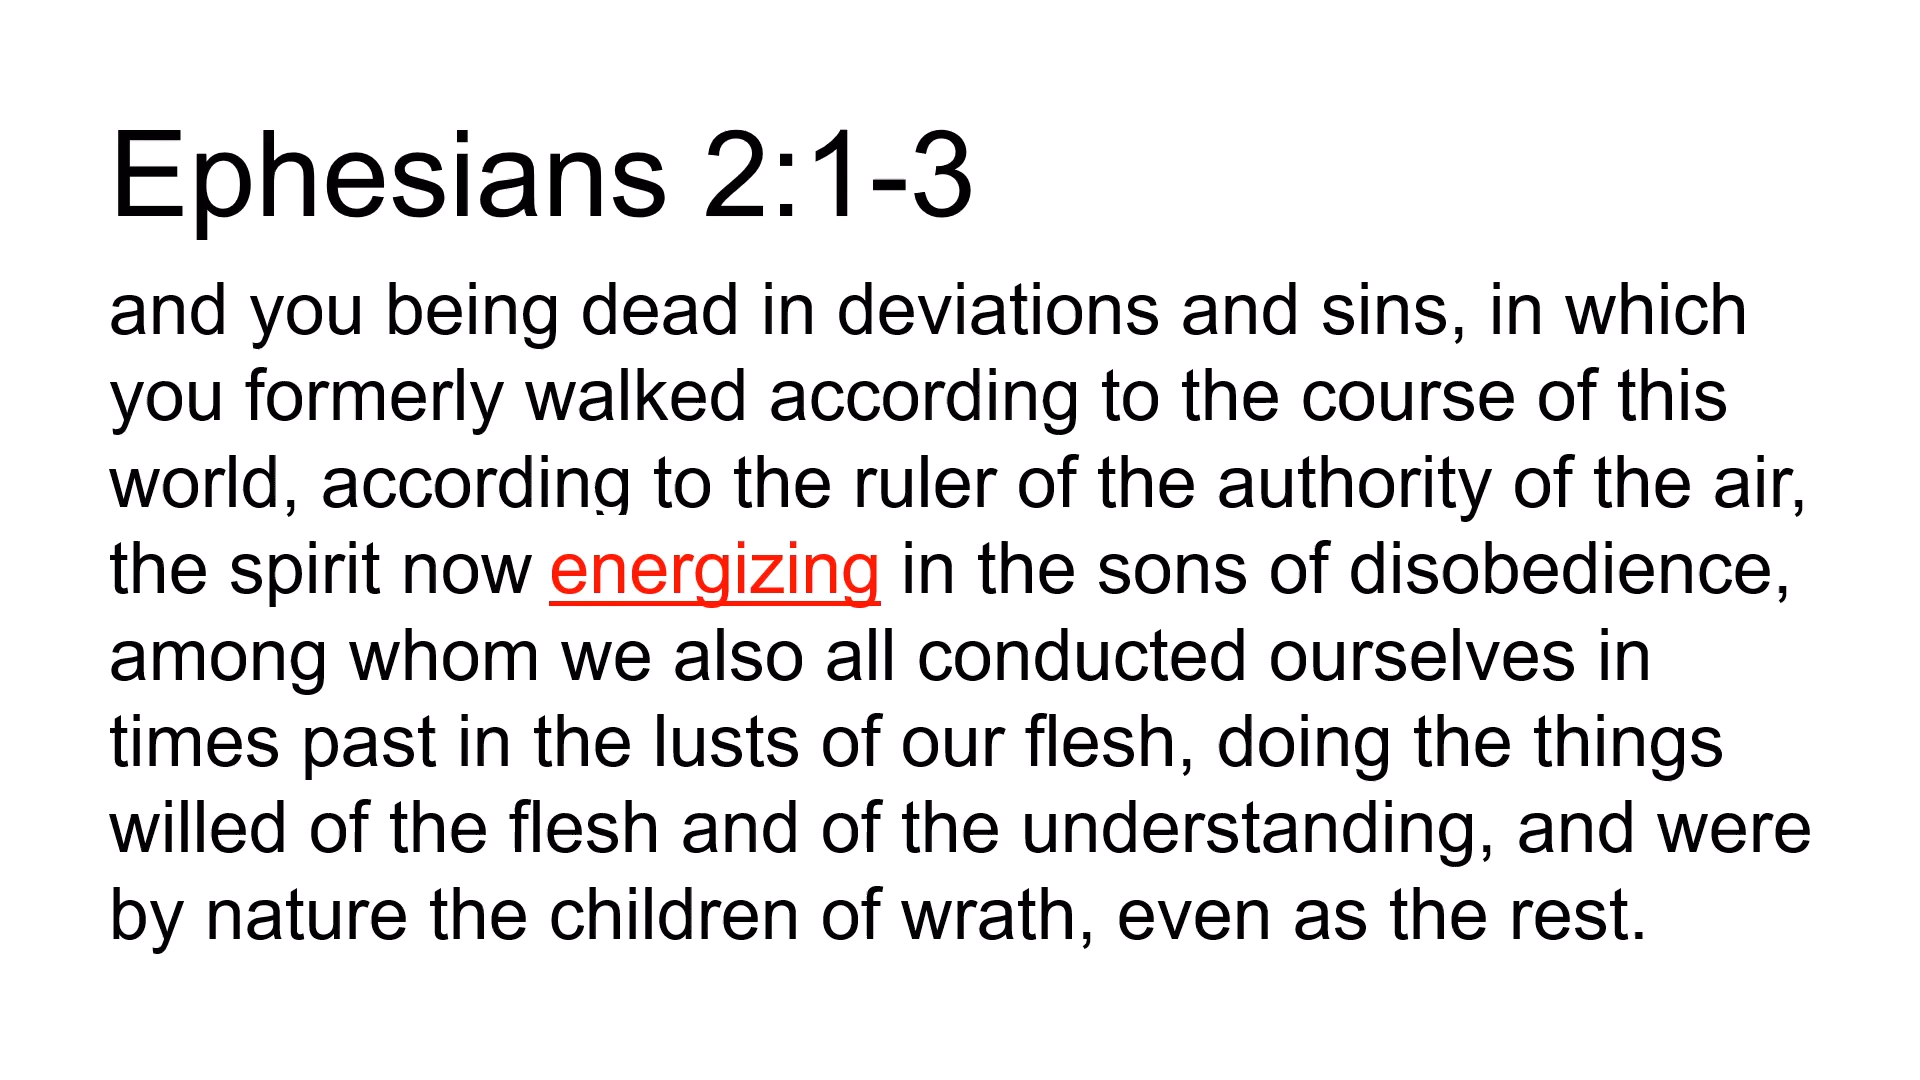 Ephesians 2:1-3
and you being dead in deviations and sins, in which
you formerly walked according to the course of this
world, according to the ruler of the authority of the air,
the spirit now energizing in the sons of disobedience,
among whom we also all conducted ourselves in
times past in the lusts of our flesh, doing the things
willed of the flesh and of the understanding, and were
by nature the children of wrath, even as the rest.